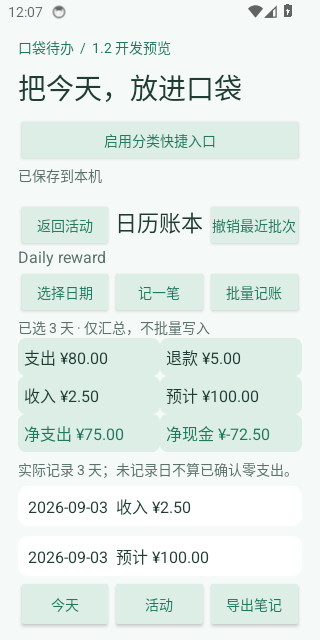 12:07
口袋待办 / 1.2 开发预览
把今天，放进口袋
启用分类快捷入口
已保存到本机
返回活动 日历账本 撤销最近批次
Daily reward
选择日期 记一笔 批量记账
已选 3 天 · 仅汇总，不批量写入
支出 ¥80.00 退款 ¥5.00
收入 ¥2.50 预计 ¥100.00
净支出 ¥75.00 净现金 ¥-72.50
实际记录 3 天；未记录日不算已确认零支出。
2026-09-03 收入 ¥2.50
2026-09-03 预计 ¥100.00
今天 活动 导出笔记